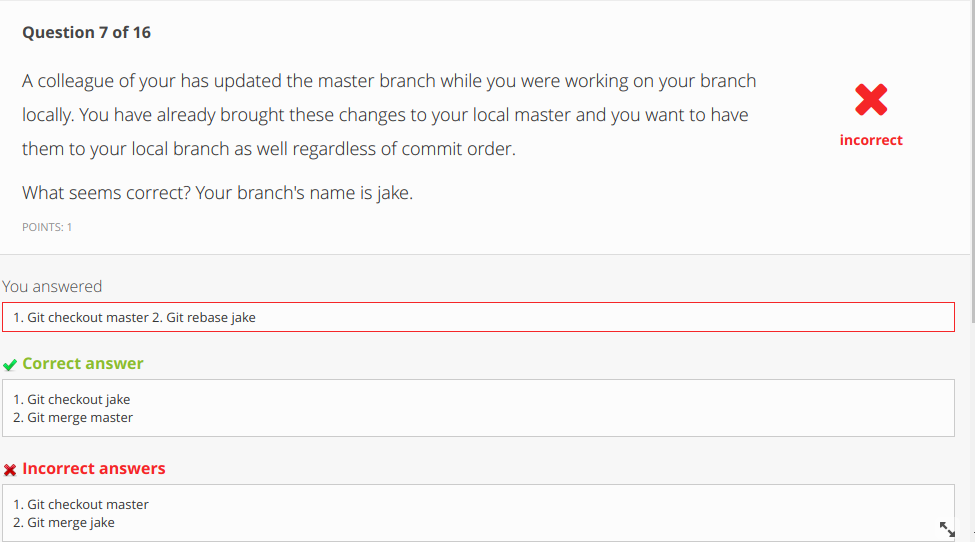 Question 7 of 16
A colleague of your has updated the master branch while you were working on your branch
locally. You have already brought these changes to your local master and you want to have
them to your local branch as well regardless of commit order.
incorrect
What seems correct? Your branch's name is jake.
POINTS: 1
You answered
1. Git checkout master 2. Git rebase jake
Correct answer
1. Git checkout jake
2. Git merge master
Incorrect answers
1. Git checkout master
2. Git merge jake